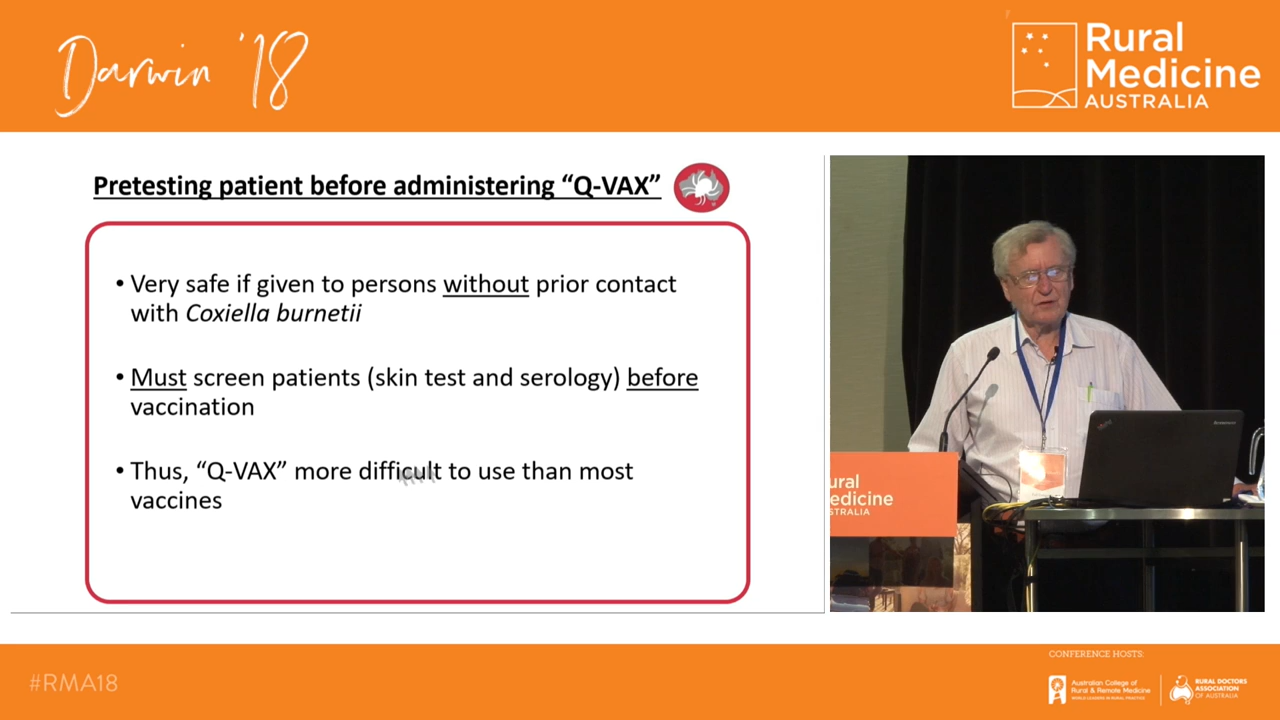 Darwin '18
Rural
Medicine
AUSTRALIA
Pretesting patient before administering “Q-VAX”
• Very safe if given to persons without prior contact
with Coxiella burnetii
• Must screen patients (skin test and serology) before
vaccination
• Thus, “Q-VAX” more difficult to use than most
vaccines
ural
edicine
STRALIA
#RMA18
CONFERENCE HOSTS:
Australian College of
Rural & Remote Medicine
WORLD LEADERS IN RURAL PRACTICE
RURAL DOCTORS
ASSOCIATION
OF AUSTRALIA